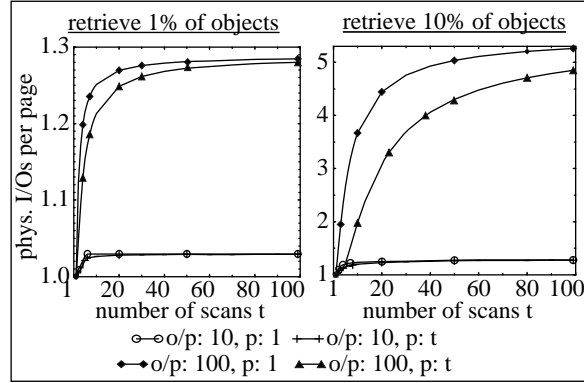 retrieve 1% of objects
retrieve 10% of objects
phys. I/Os per page
1.3
1.2
1.1
1.0
1 20 40 60 80 100
number of scans t
5
4
3
2
1
1 20 40 60 80 100
number of scans t
o/p: 10, p: 1
o/p: 10, p: t
o/p: 100, p: 1
o/p: 100, p: t